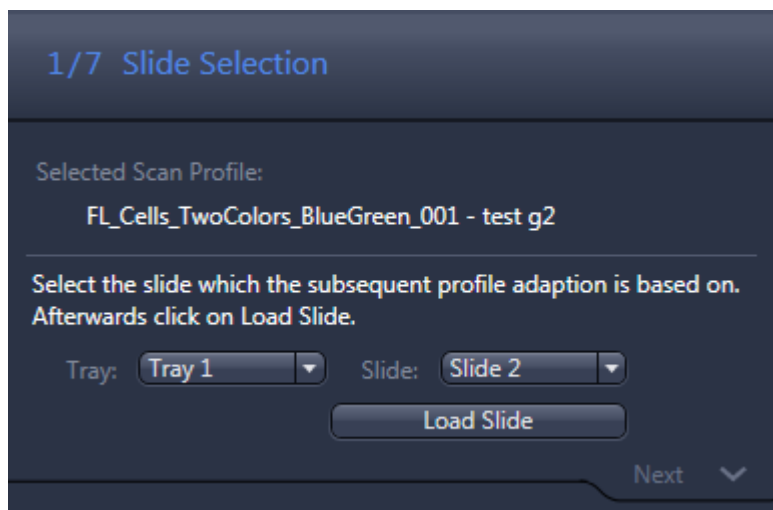 1/7 Slide Selection
Selected Scan Profile:
FL_Cells_TwoColors_BlueGreen_001 - test g2
Select the slide which the subsequent profile adaption is based on.
Afterwards click on Load Slide.
Tray: Tray 1 Slide: Slide 2
Load Slide
Next